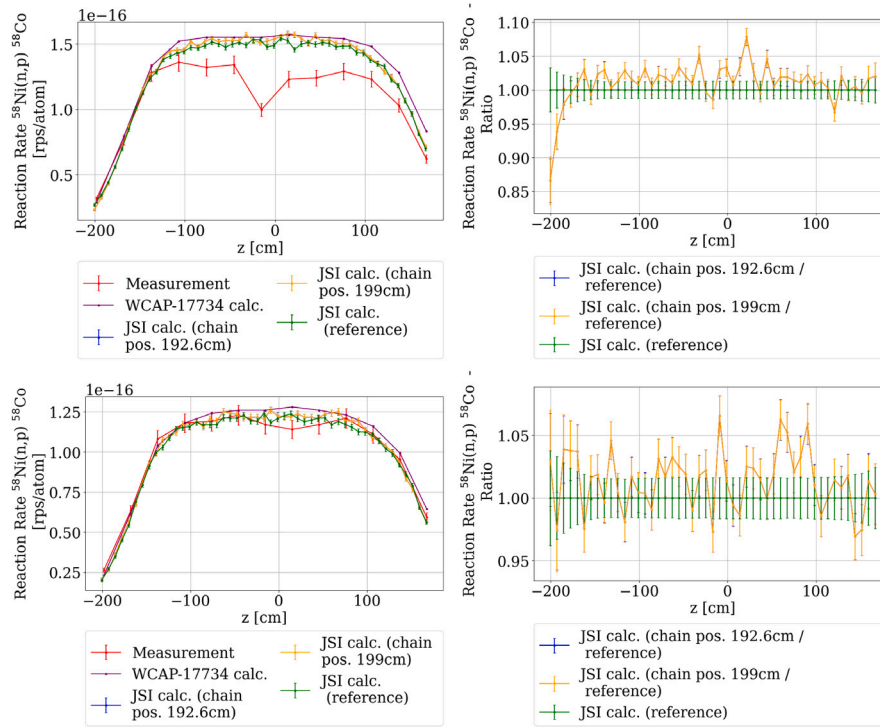 1e−16
1.5
1.0
0.5
Reaction Rate ⁵⁸Ni(n,p) ⁵⁸Co
[rps/atom]
−200
−100
0
100
z [cm]
Measurement
WCAP-17734 calc.
JSI calc. (chain
pos. 192.6cm)
JSI calc. (chain
pos. 199cm)
JSI calc.
(reference)
1.10
1.05
1.00
0.95
0.90
0.85
Reaction Rate ⁵⁸Ni(n,p) ⁵⁸Co -
Ratio
−200
−100
0
100
z [cm]
JSI calc. (chain pos. 192.6cm /
reference)
JSI calc. (chain pos. 199cm /
reference)
JSI calc. (reference)
1e−16
1.25
1.00
0.75
0.50
0.25
Reaction Rate ⁵⁸Ni(n,p) ⁵⁸Co
[rps/atom]
−200
−100
0
100
z [cm]
Measurement
WCAP-17734 calc.
JSI calc. (chain
pos. 192.6cm)
JSI calc. (chain
pos. 199cm)
JSI calc.
(reference)
1.05
1.00
0.95
Reaction Rate ⁵⁸Ni(n,p) ⁵⁸Co -
Ratio
−200
−100
0
100
z [cm]
JSI calc. (chain pos. 192.6cm /
reference)
JSI calc. (chain pos. 199cm /
reference)
JSI calc. (reference)